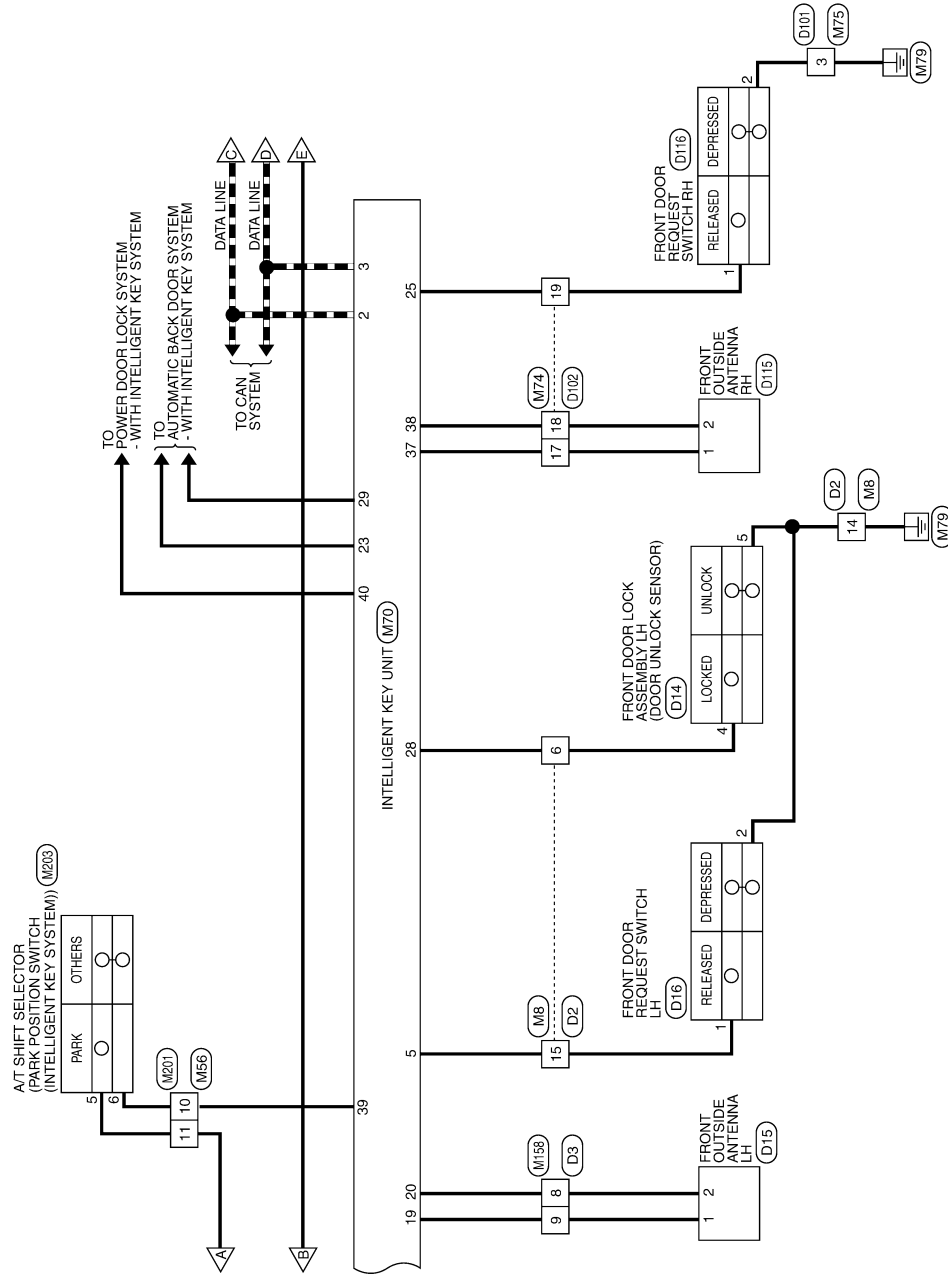 A/T SHIFT SELECTOR
(PARK POSITION SWITCH
(INTELLIGENT KEY SYSTEM))
M203
PARK
OTHERS
5
6
M201
M56
11
10
39
A
B
TO
POWER DOOR LOCK SYSTEM
- WITH INTELLIGENT KEY SYSTEM
TO
AUTOMATIC BACK DOOR SYSTEM
- WITH INTELLIGENT KEY SYSTEM
40
23
29
TO CAN
SYSTEM
DATA LINE
DATA LINE
C
D
E
2
3
INTELLIGENT KEY UNIT
M70
19
20
5
28
37
38
25
M158
D3
9
8
1
2
FRONT
OUTSIDE
ANTENNA
LH
D15
M8
D2
15
6
FRONT DOOR
REQUEST SWITCH
LH
D16
RELEASED
DEPRESSED
1
2
FRONT DOOR LOCK
ASSEMBLY LH
(DOOR UNLOCK SENSOR)
D14
LOCKED
UNLOCK
4
5
D2
M8
14
M79
M74
D102
17
18
19
1
2
FRONT
OUTSIDE
ANTENNA
RH
D115
FRONT DOOR
REQUEST
SWITCH RH
D116
RELEASED
DEPRESSED
1
2
D101
M75
3
M79